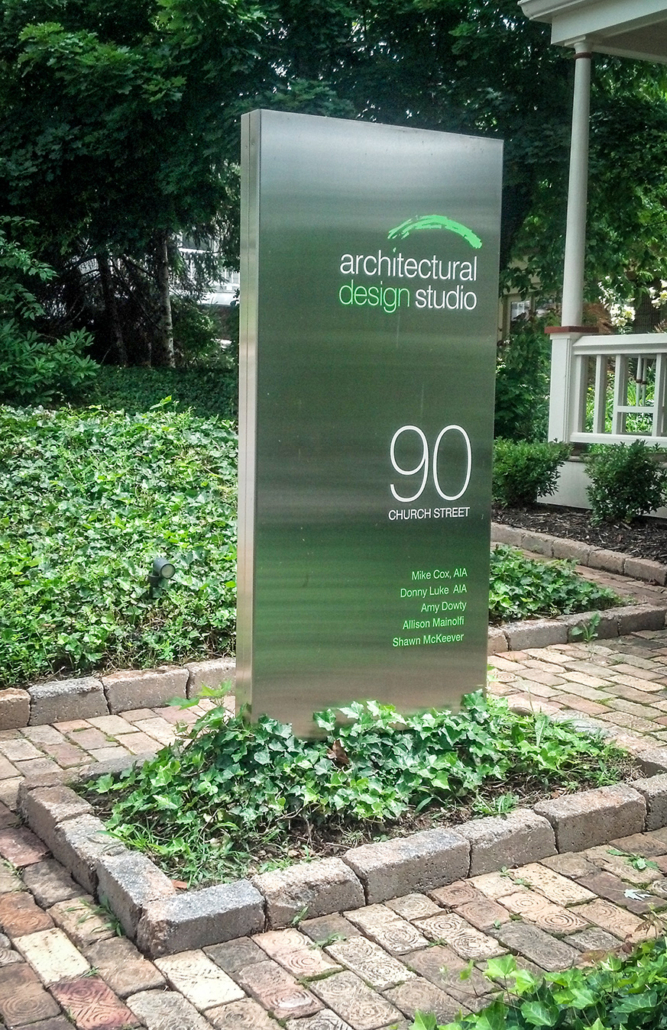 architectural
design studio
90
CHURCH STREET
Mike Cox, AIA
Donny Luke AIA
Amy Dowty
Allison Mainolfi
Shawn McKeever